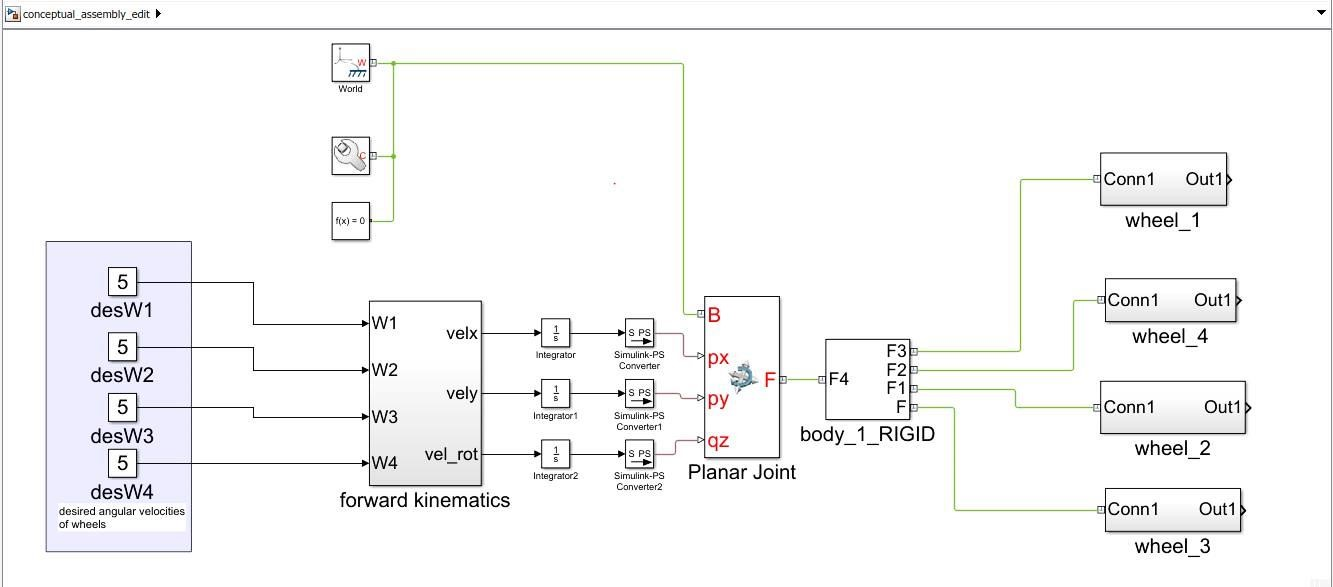 conceptual_assembly_edit
W
World
C
f(x) = 0
5
desW1
5
desW2
5
desW3
5
desW4
desired angular velocities
of wheels
W1
W2
W3
W4
velx
vely
vel_rot
forward kinematics
1
s
Integrator
1
s
Integrator1
1
s
Integrator2
S PS
Simulink-PS
Converter
S PS
Simulink-PS
Converter1
S PS
Simulink-PS
Converter2
B
px
py
qz
F
Planar Joint
F4
F3
F2
F1
F
body_1_RIGID
Conn1 Out1
wheel_1
Conn1 Out1
wheel_4
Conn1 Out1
wheel_2
Conn1 Out1
wheel_3